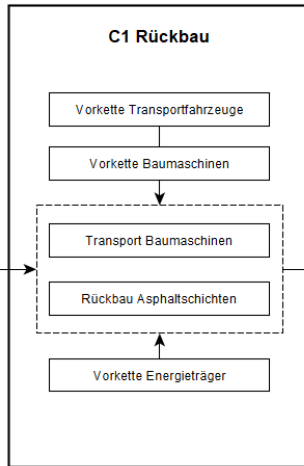 C1 Rückbau
Vorkette Transportfahrzeuge
Vorkette Baumaschinen
Transport Baumaschinen
Rückbau Asphaltschichten
Vorkette Energieträger